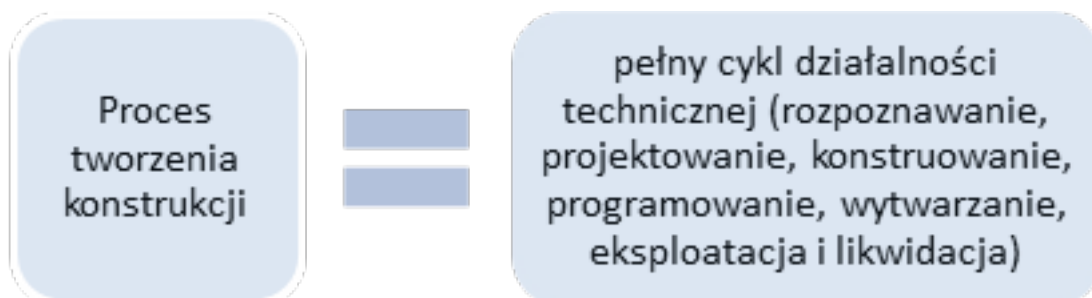 Proces
tworzenia
konstrukcji
pełny cykl działalności
technicznej (rozpoznawanie,
projektowanie, konstruowanie,
programowanie, wytwarzanie,
eksploatacja i likwidacja)